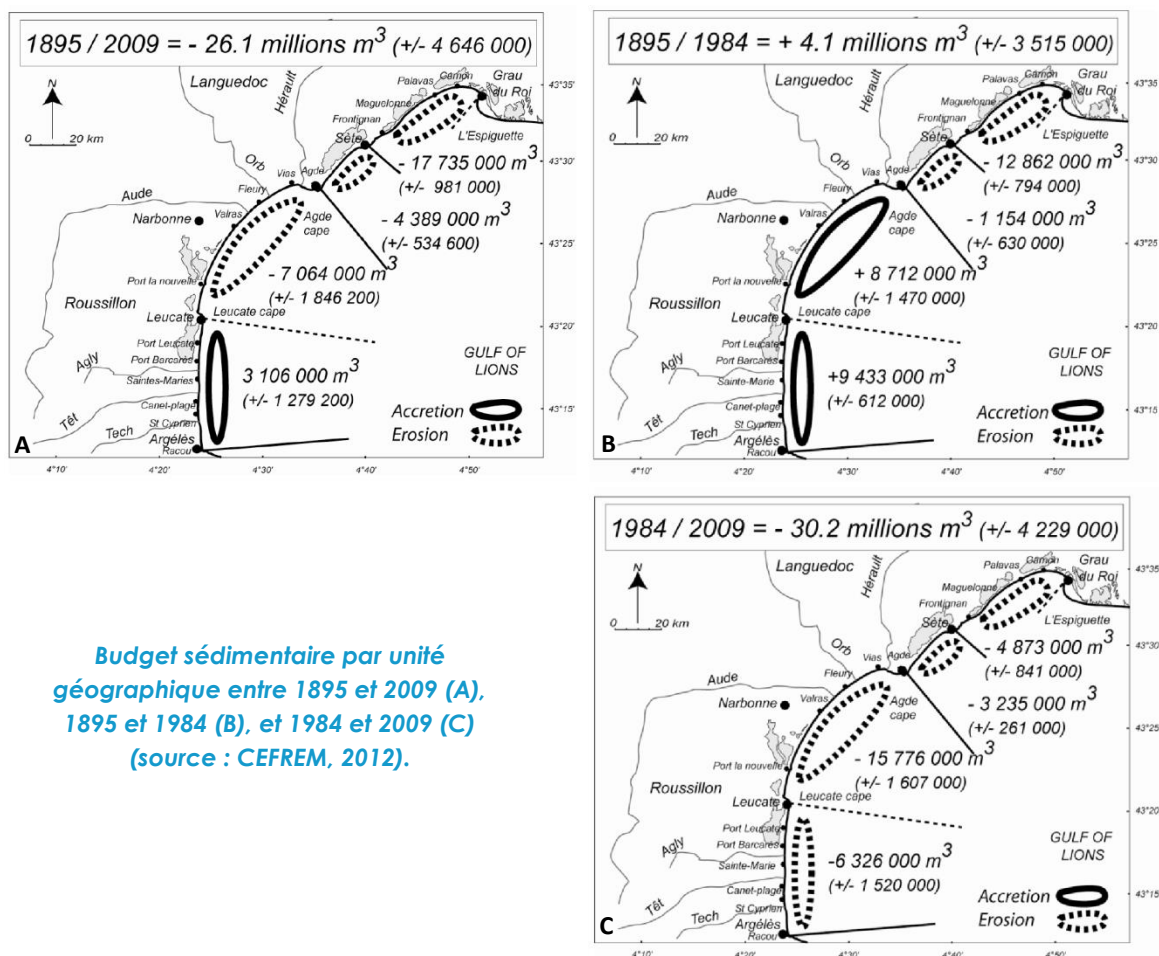 1895 / 2009 = - 26.1 millions m³ (+/- 4 646 000)
N
0 20 km
Languedoc
Hérault
Palavas
Carnon
Grau
du Roi
43°35'
Maguelonne
Frontignan
Sète
L'Espiguette
43°30'
- 17 735 000 m³
(+/- 981 000)
Orb
Vias
Agde
Fleury
Aude
Valras
Agde
cape
- 4 389 000 m³
(+/- 534 600)
Narbonne
43°25'
- 7 064 000 m³
(+/- 1 846 200)
Port la nouvelle
Roussillon
Leucate
Leucate cape
43°20'
Port Leucate
Port Barcarès
Agly
Saintes-Maries
3 106 000 m³
(+/- 1 279 200)
GULF OF
LIONS
Canet-plage
Têt
St Cyprien
Tech
Argélès
Racou
43°15'
Accretion
Erosion
A
4°10' 4°20' 4°30' 4°40' 4°50'
1895 / 1984 = + 4.1 millions m³ (+/- 3 515 000)
N
0 20 km
Languedoc
Hérault
Palavas
Carnon
Grau
du Roi
43°35'
Maguelonne
Frontignan
Sète
L'Espiguette
43°30'
- 12 862 000 m³
(+/- 794 000)
Orb
Vias
Agde
Fleury
Aude
Valras
Agde
cape
- 1 154 000 m³
(+/- 630 000)
Narbonne
43°25'
+ 8 712 000 m³
(+/- 1 470 000)
Port la nouvelle
Roussillon
Leucate
Leucate cape
43°20'
Port Leucate
Port Barcarès
Agly
Sainte-Marie
+9 433 000 m³
(+/- 612 000)
GULF OF
LIONS
Canet-plage
Têt
St Cyprien
Tech
Argélès
Racou
43°15'
Accretion
Erosion
B
4°10' 4°20' 4°30' 4°40' 4°50'
Budget sédimentaire par unité
géographique entre 1895 et 2009 (A),
1895 et 1984 (B), et 1984 et 2009 (C)
(source : CEFREM, 2012).
1984 / 2009 = - 30.2 millions m³ (+/- 4 229 000)
N
0 20 km
Languedoc
Hérault
Palavas
Carnon
Grau
du Roi
43°35'
Maguelonne
Frontignan
Sète
L'Espiguette
43°30'
- 4 873 000 m³
(+/- 841 000)
Orb
Vias
Agde
Fleury
Aude
Valras
Agde
cape
- 3 235 000 m³
(+/- 261 000)
Narbonne
43°25'
- 15 776 000 m³
(+/- 1 607 000)
Port la nouvelle
Roussillon
Leucate
Leucate cape
43°20'
Port Leucate
Port Barcarès
Agly
Sainte-Marie
-6 326 000 m³
(+/- 1 520 000)
GULF OF
LIONS
Canet-plage
Têt
St Cyprien
Tech
Argélès
Racou
43°15'
Accretion
Erosion
C
4°10' 4°20' 4°30' 4°40' 4°50'